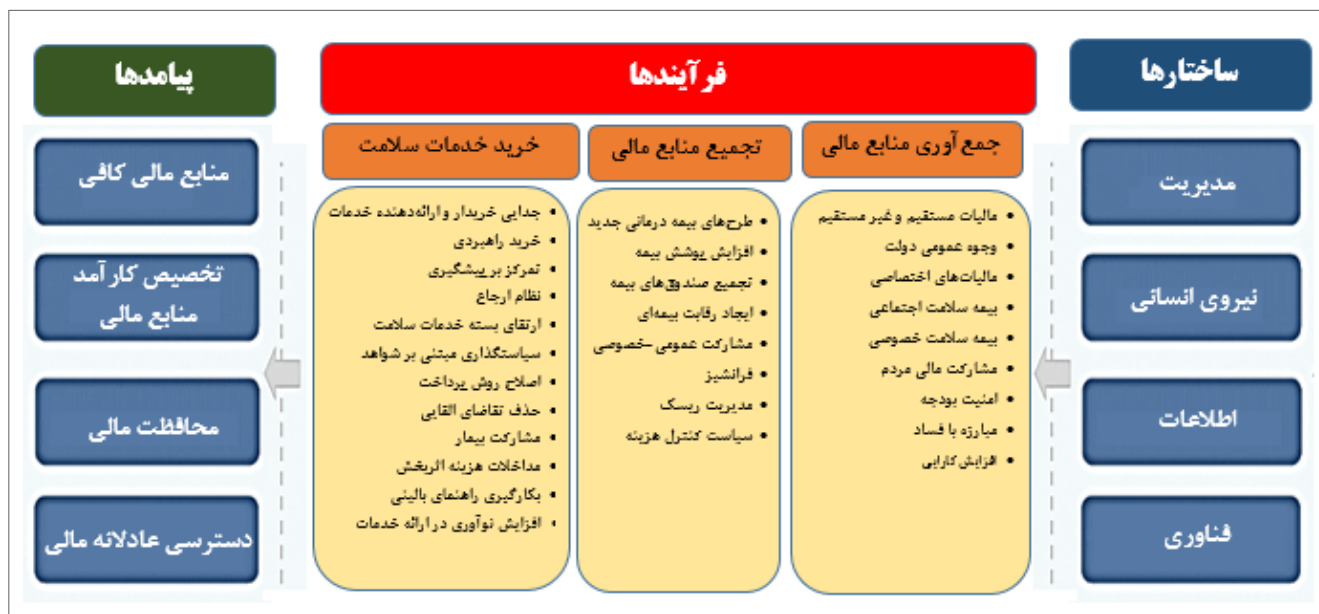 ساختارها
مدیریت
نیروی انسانی
اطلاعات
فناوری
فرآیندها
جمع آوری منابع مالی
مالیات مستقیم و غیر مستقیم
وجوه عمومی دولت
مالیات‌های اختصاصی
بیمه سلامت اجتماعی
بیمه سلامت خصوصی
مشارکت مالی مردم
امنیت بودجه
مبارزه با فساد
افزایش کارایی
تجمیع منابع مالی
طرح‌های بیمه درمانی جدید
افزایش پوشش بیمه
تجمیع صندوق‌های بیمه
ایجاد رقابت بیمه‌ای
مشارکت عمومی-خصوصی
فرانشیز
مدیریت ریسک
سیاست کنترل هزینه
خرید خدمات سلامت
جدایی خریدار و ارائه‌دهنده خدمات
خرید راهبردی
تمرکز بر پیشگیری
نظام ارجاع
ارتقای بسته خدمات سلامت
سیاستگذاری مبتنی بر شواهد
اصلاح روش پرداخت
حذف تقاضای القایی
مشارکت بیمار
مداخلات هزینه اثربخش
بکارگیری راهنمای بالینی
افزایش نوآوری در ارائه خدمات
پیامدها
منابع مالی کافی
تخصیص کارآمد
منابع مالی
محافظت مالی
دسترسی عادلانه مالی